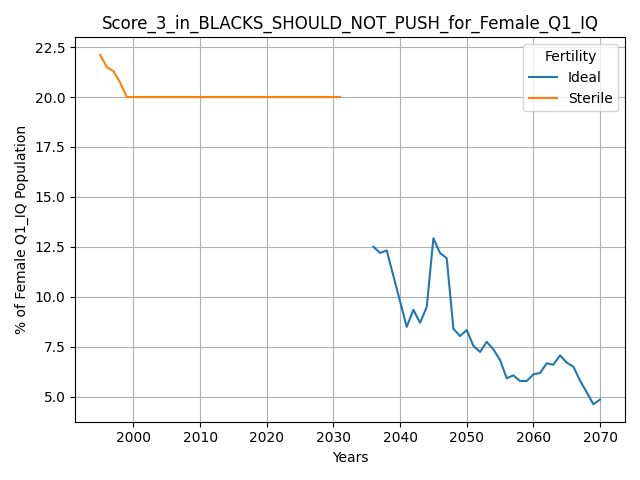 Score_3_in_BLACKS_SHOULD_NOT_PUSH_for_Female_Q1_IQ
Fertility
Ideal
Sterile
% of Female Q1_IQ Population
22.5
20.0
17.5
15.0
12.5
10.0
7.5
5.0
2000 2010 2020 2030 2040 2050 2060 2070
Years